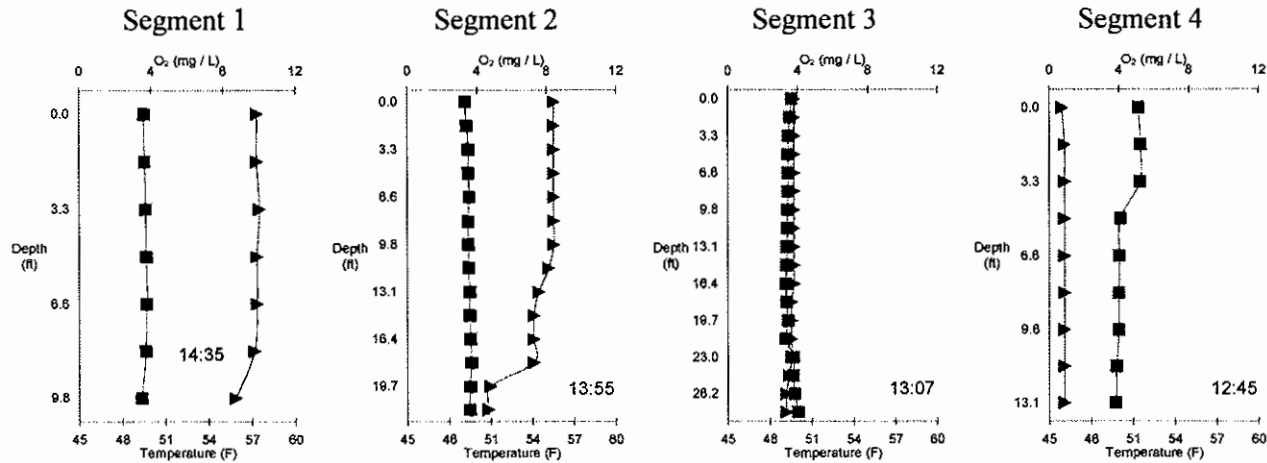 Segment 1
O₂ (mg / L)
0 4 8 12
0.0
3.3
Depth
(ft)
6.6
14:35
9.8
45 48 51 54 57 60
Temperature (F)
Segment 2
O₂ (mg / L)
0 4 8 12
0.0
3.3
6.6
Depth
(ft)
9.8
13.1
16.4
19.7
13:55
45 48 51 54 57 60
Temperature (F)
Segment 3
O₂ (mg / L)
0 4 8 12
0.0
3.3
6.6
9.8
Depth
(ft)
13.1
16.4
19.7
23.0
26.2
13:07
45 48 51 54 57 60
Temperature (F)
Segment 4
O₂ (mg / L)
0 4 8 12
0.0
3.3
Depth
(ft)
6.6
9.8
12:45
13.1
45 48 51 54 57 60
Temperature (F)